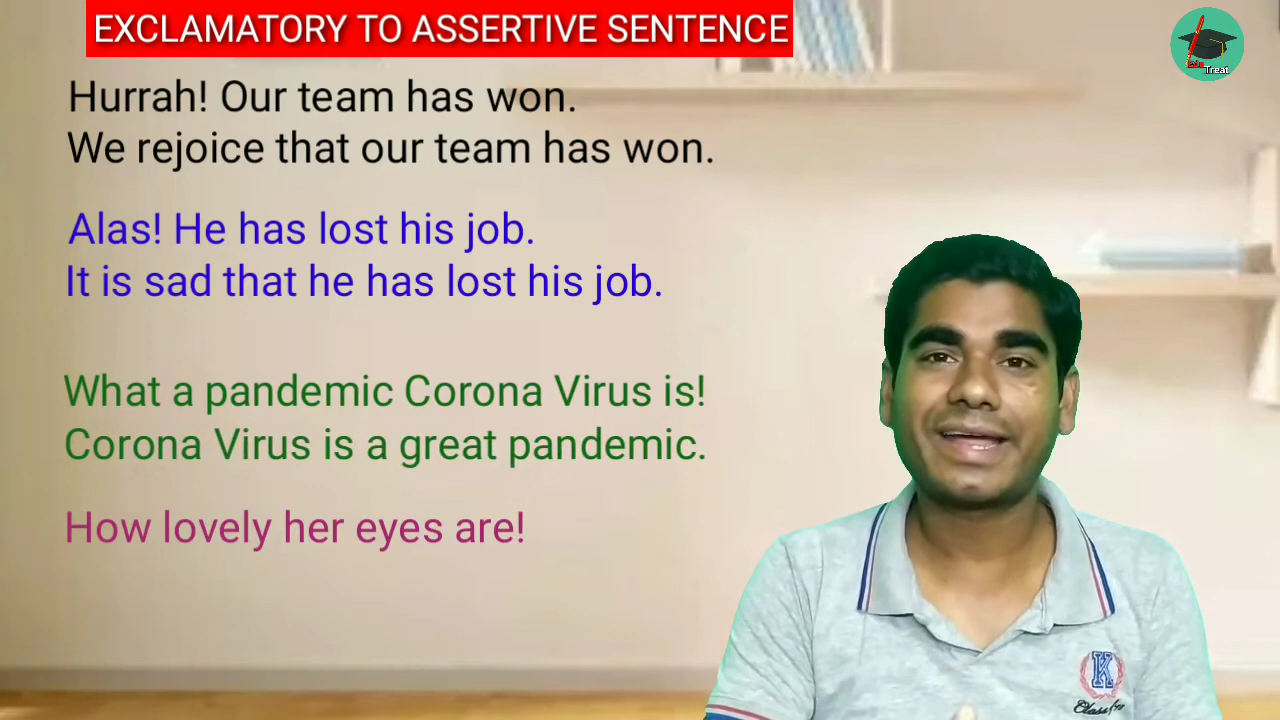 EXCLAMATORY TO ASSERTIVE SENTENCE
Hurrah! Our team has won.
We rejoice that our team has won.
Alas! He has lost his job.
It is sad that he has lost his job.
What a pandemic Corona Virus is!
Corona Virus is a great pandemic.
How lovely her eyes are!
Treat
K